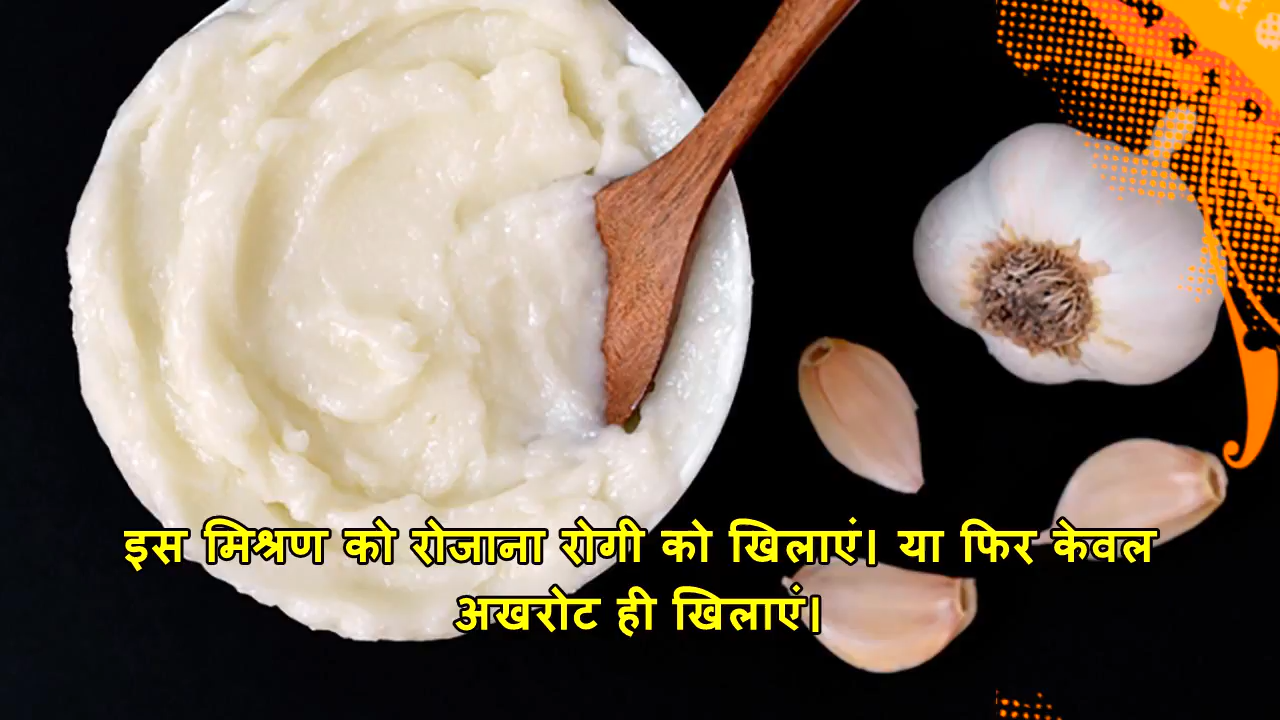 इस मिश्रण को रोजाना रोगी को खिलाएं। या फिर केवल
अखरोट ही खिलाएं।